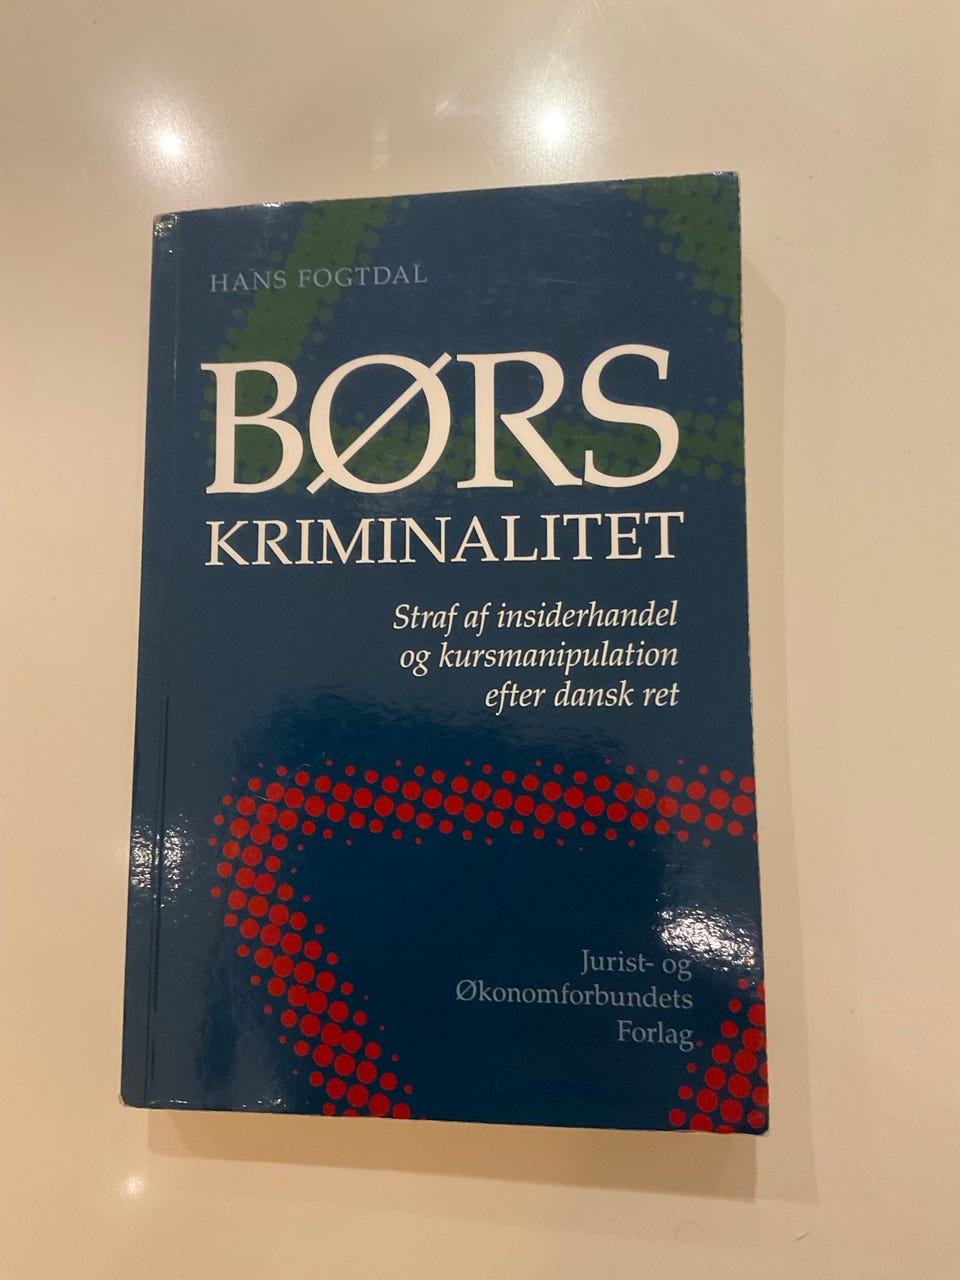 HANS FOGTDAL
BØRS
KRIMINALITET
Straf af insiderhandel
og kursmanipulation
efter dansk ret
Jurist- og
Økonomforbundets
Forlag